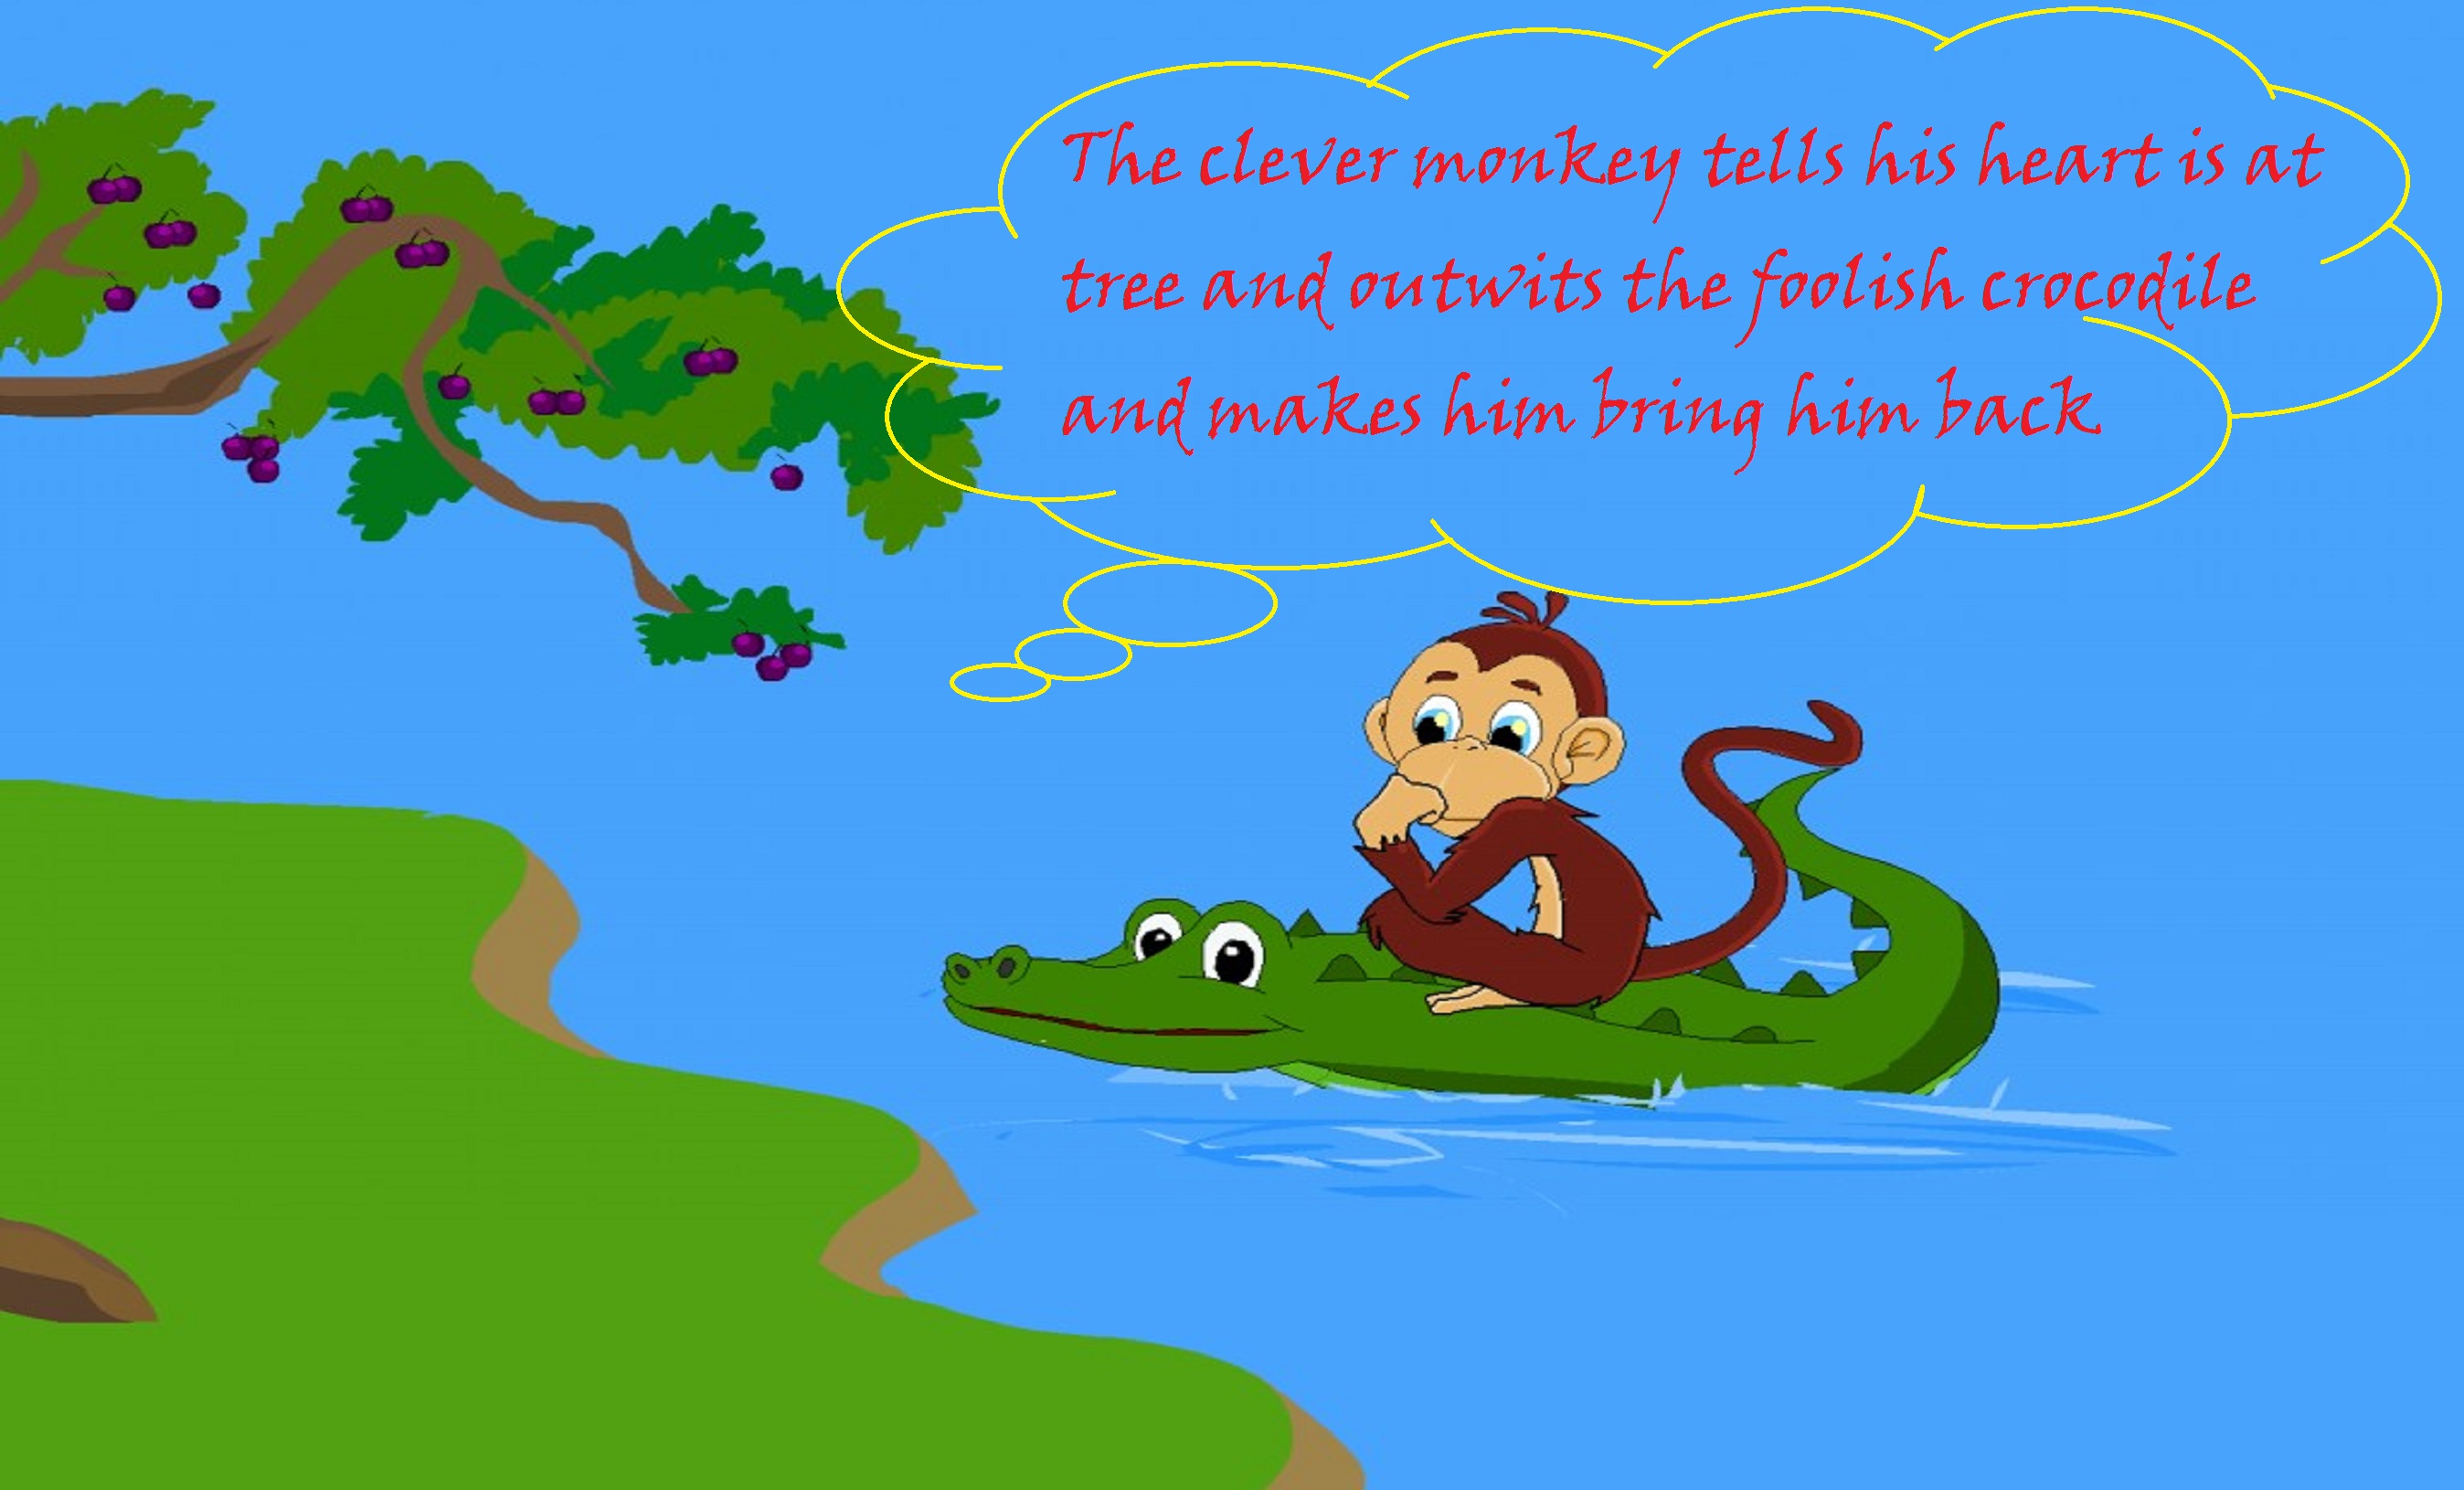 The clever monkey tells his heart is at
tree and outwits the foolish crocodile
and makes him bring him back